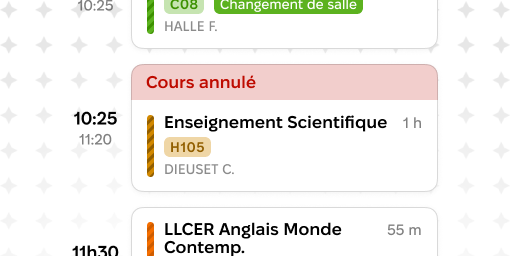 10:25
C08 Changement de salle
HALLE F.
Cours annulé
10:25 Enseignement Scientifique 1 h
11:20
H105
DIEUSET C.
LLCER Anglais Monde 55 m
Contemp.
11h30